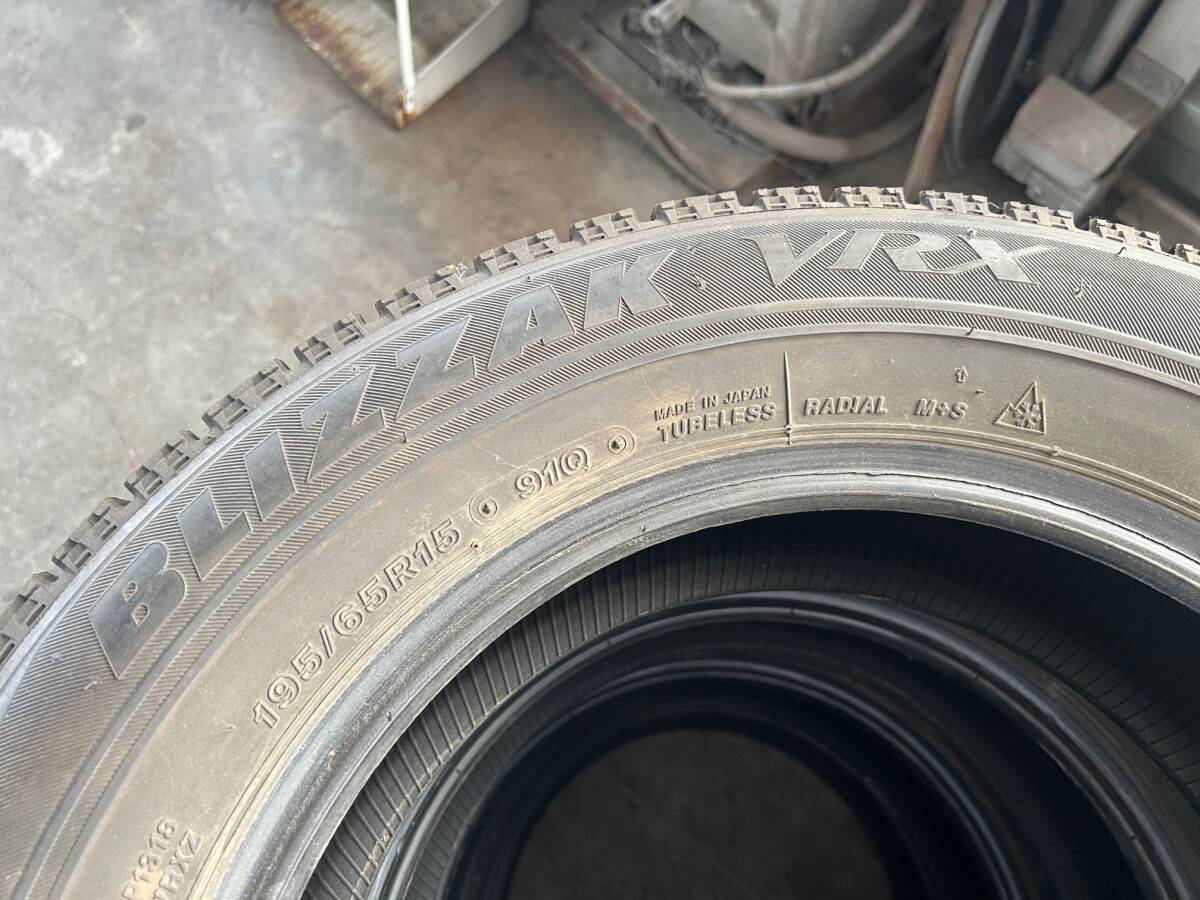 BLIZZAK VRX
195/65R15 91Q
MADE IN JAPAN
TUBELESS
RADIAL M+S